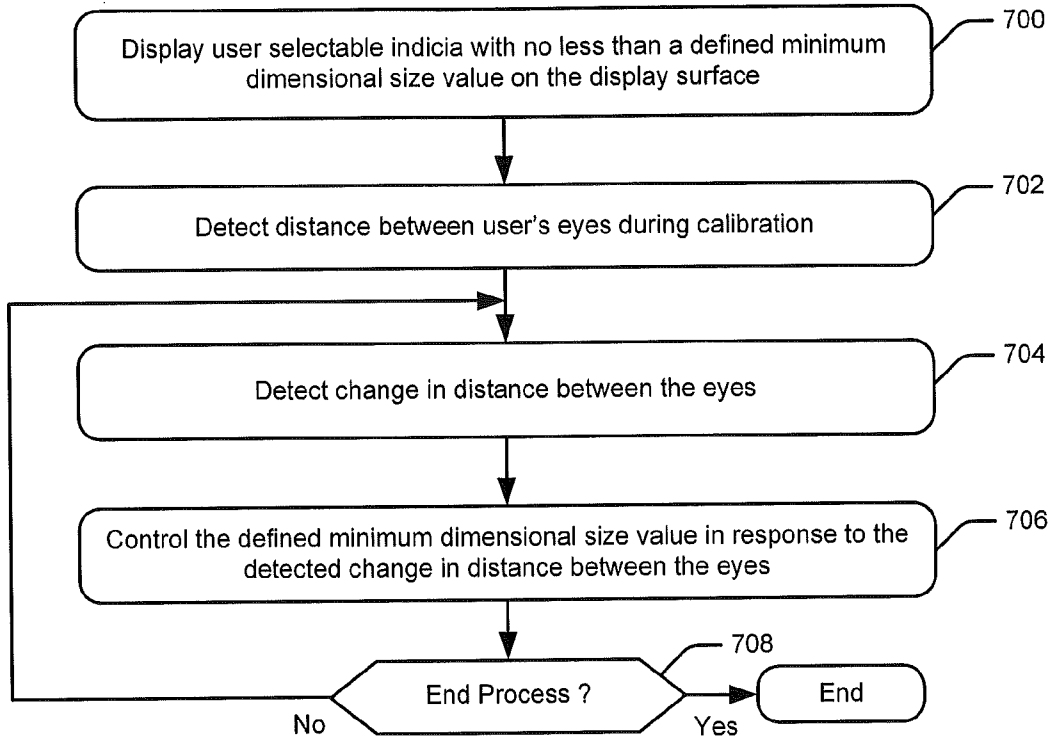 700
Display user selectable indicia with no less than a defined minimum
dimensional size value on the display surface
702
Detect distance between user's eyes during calibration
704
Detect change in distance between the eyes
706
Control the defined minimum dimensional size value in response to the
detected change in distance between the eyes
708
End Process ?
End
No
Yes